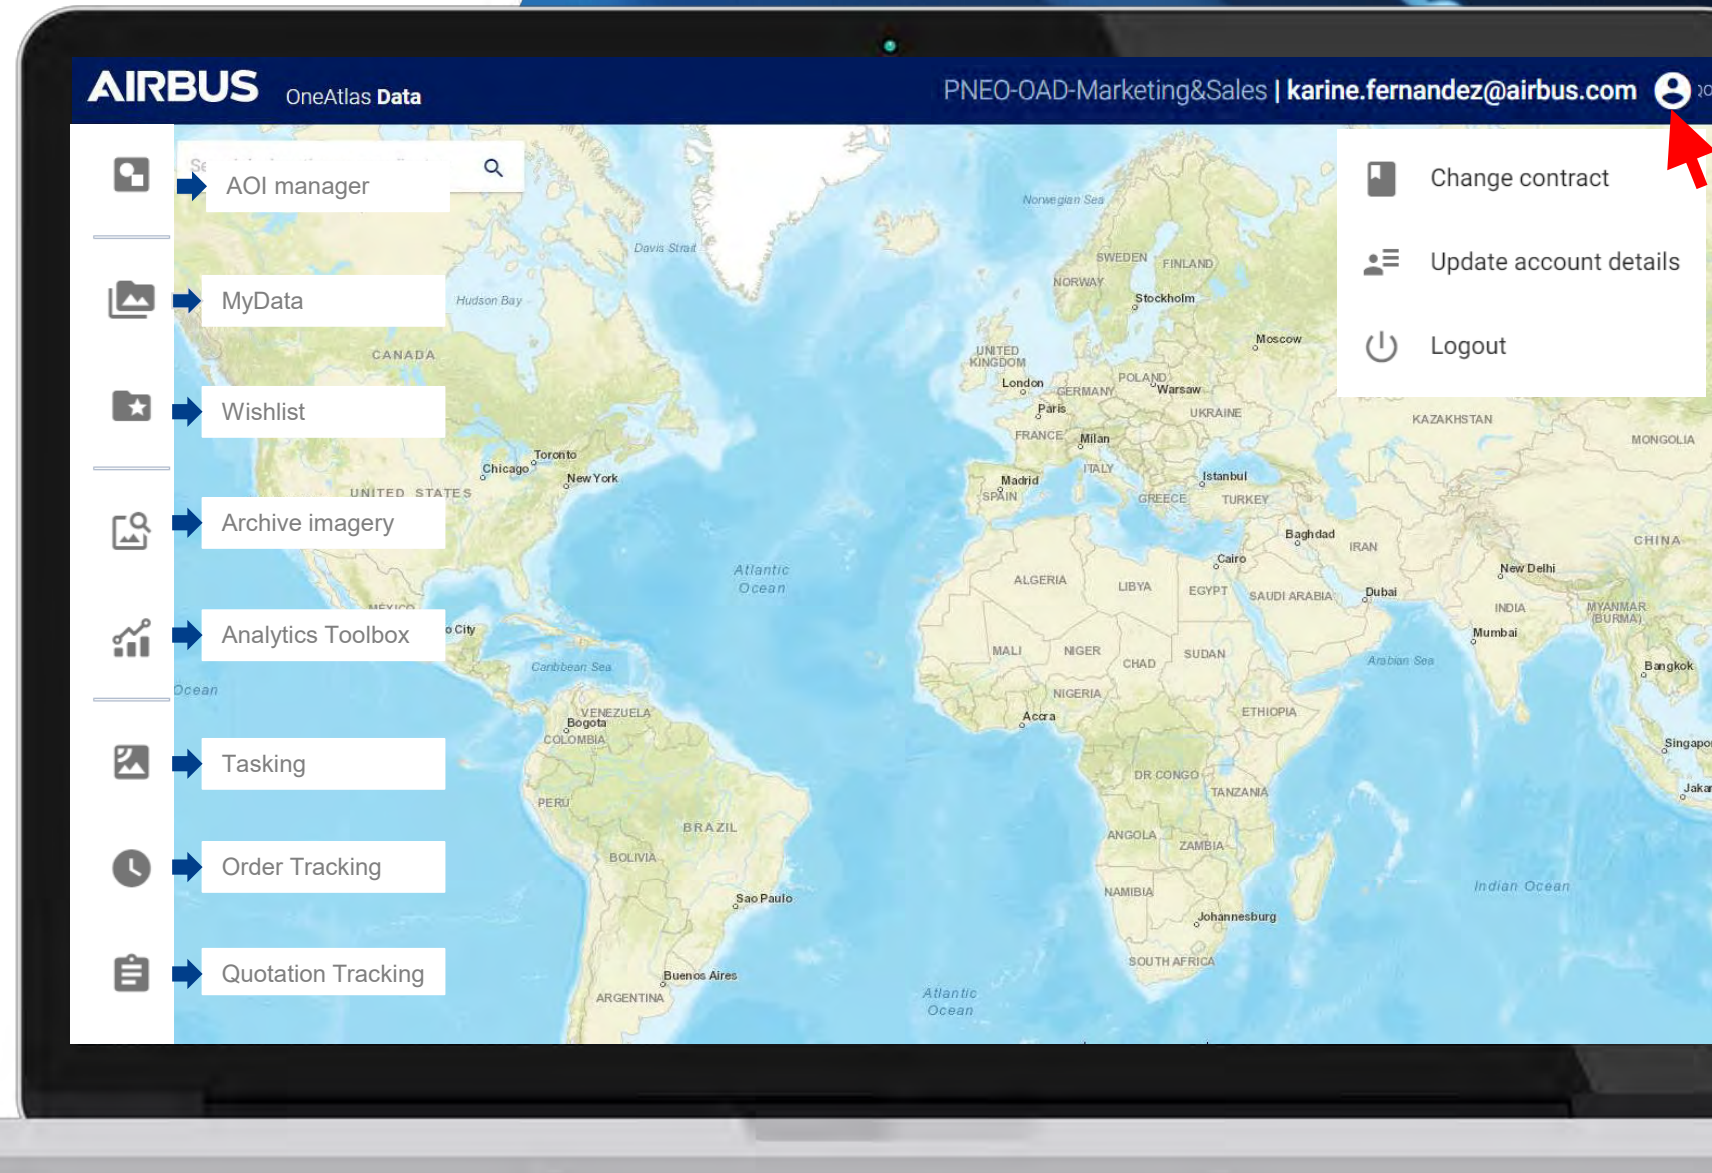 AIRBUS OneAtlas Data
PNEO-OAD-Marketing&Sales | karine.fernandez@airbus.com
AOI manager
MyData
Wishlist
Archive imagery
Analytics Toolbox
Tasking
Order Tracking
Quotation Tracking
Change contract
Update account details
Logout
Norwegian Sea
Davis Strait
Hudson Bay
SWEDEN
FINLAND
NORWAY
Stockholm
Moscow
CANADA
UNITED
KINGDOM
London
GERMANY
POLAND
Warsaw
Paris
UKRAINE
KAZAKHSTAN
MONGOLIA
FRANCE
Milan
ITALY
Toronto
Chicago
New York
UNITED STATES
Madrid
SPAIN
GREECE
Istanbul
TURKEY
Baghdad
IRAN
CHINA
Cairo
New Delhi
Atlantic
Ocean
ALGERIA
LIBYA
EGYPT
SAUDI ARABIA
Dubai
INDIA
MYANMAR
(BURMA)
MÉXICO
o City
Mumbai
Caribbean Sea
MALI
NIGER
CHAD
SUDAN
Arabian Sea
Bangkok
Ocean
NIGERIA
VENEZUELA
Bogota
COLOMBIA
Accra
ETHIOPIA
Singapor
DR CONGO
TANZANIA
Jakar
PERU
BRAZIL
ANGOLA
ZAMBIA
BOLIVIA
NAMIBIA
Indian Ocean
Sao Paulo
Johannesburg
SOUTH AFRICA
Buenos Aires
ARGENTINA
Atlantic
Ocean